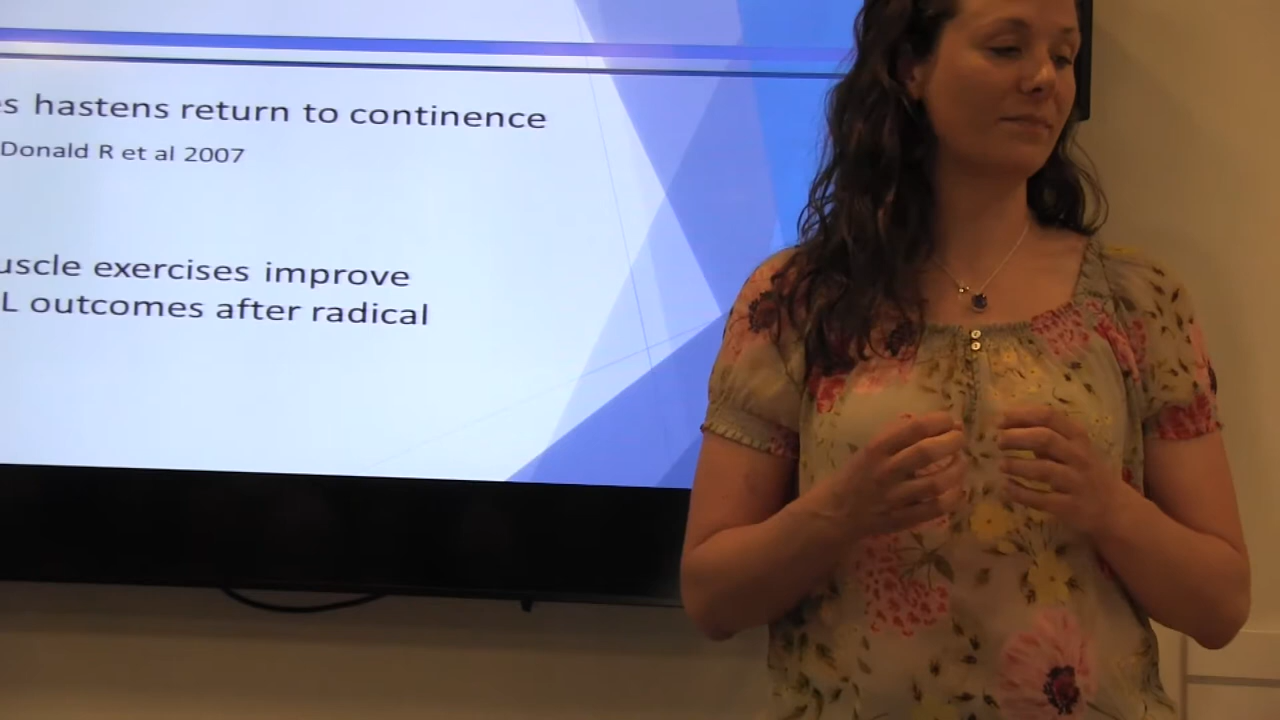 es hastens return to continence
Donald R et al 2007
uscle exercises improve
L outcomes after radical